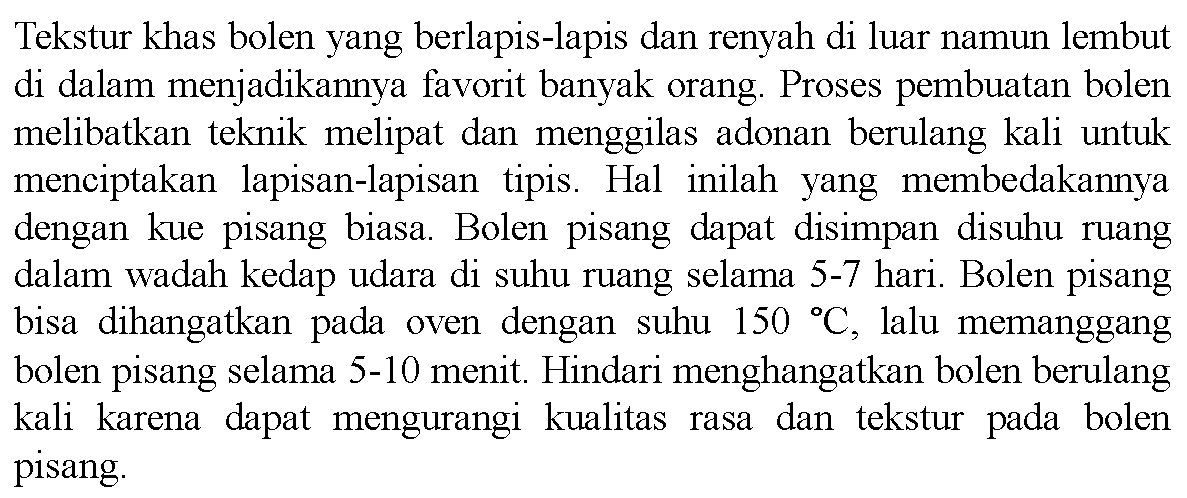 Tekstur khas bolen yang berlapis-lapis dan renyah di luar namun lembut
di dalam menjadikannya favorit banyak orang. Proses pembuatan bolen
melibatkan teknik melipat dan menggilas adonan berulang kali untuk
menciptakan lapisan-lapisan tipis. Hal inilah yang membedakannya
dengan kue pisang biasa. Bolen pisang dapat disimpan disuhu ruang
dalam wadah kedap udara di suhu ruang selama 5-7 hari. Bolen pisang
bisa dihangatkan pada oven dengan suhu 150 °C, lalu memanggang
bolen pisang selama 5-10 menit. Hindari menghangatkan bolen berulang
kali karena dapat mengurangi kualitas rasa dan tekstur pada bolen
pisang.